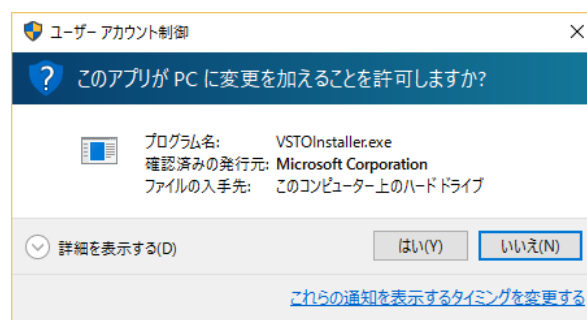 ユーザー アカウント制御
このアプリが PC に変更を加えることを許可しますか?
プログラム名: VSTOInstaller.exe
確認済みの発行元: Microsoft Corporation
ファイルの入手先: このコンピューター上のハード ドライブ
詳細を表示する(D) はい(Y) いいえ(N)
これらの通知を表示するタイミングを変更する